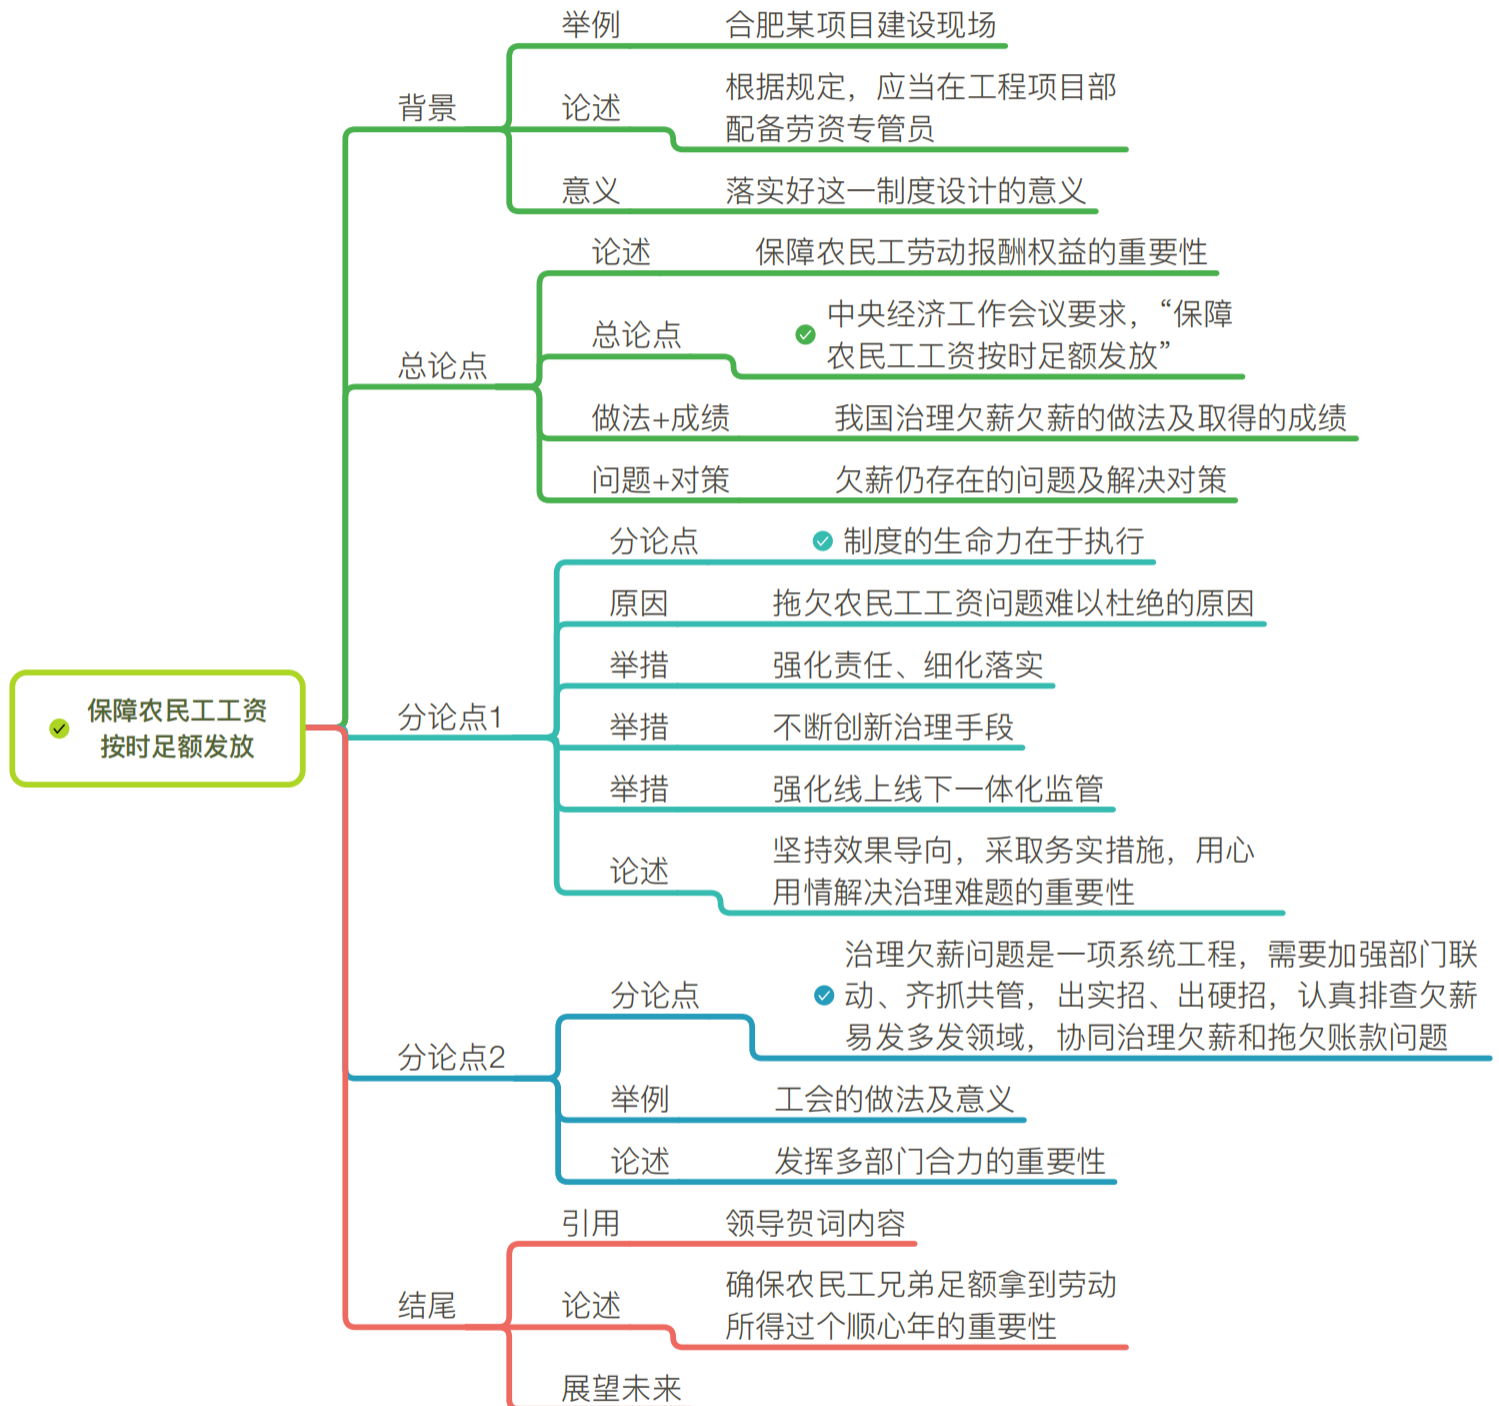 保障农民工工资
按时足额发放
背景
举例
合肥某项目建设现场
论述
根据规定，应当在工程项目部
配备劳资专管员
意义
落实好这一制度设计的意义
总论点
论述
保障农民工劳动报酬权益的重要性
总论点
中央经济工作会议要求，“保障
农民工工资按时足额发放”
做法+成绩
我国治理欠薪欠薪的做法及取得的成绩
问题+对策
欠薪仍存在的问题及解决对策
分论点1
分论点
制度的生命力在于执行
原因
拖欠农民工工资问题难以杜绝的原因
举措
强化责任、细化落实
举措
不断创新治理手段
举措
强化线上线下一体化监管
论述
坚持效果导向，采取务实措施，用心
用情解决治理难题的重要性
分论点2
分论点
治理欠薪问题是一项系统工程，需要加强部门联
动、齐抓共管，出实招、出硬招，认真排查欠薪
易发多发领域，协同治理欠薪和拖欠账款问题
举例
工会的做法及意义
论述
发挥多部门合力的重要性
结尾
引用
领导贺词内容
论述
确保农民工兄弟足额拿到劳动
所得过个顺心年的重要性
展望未来